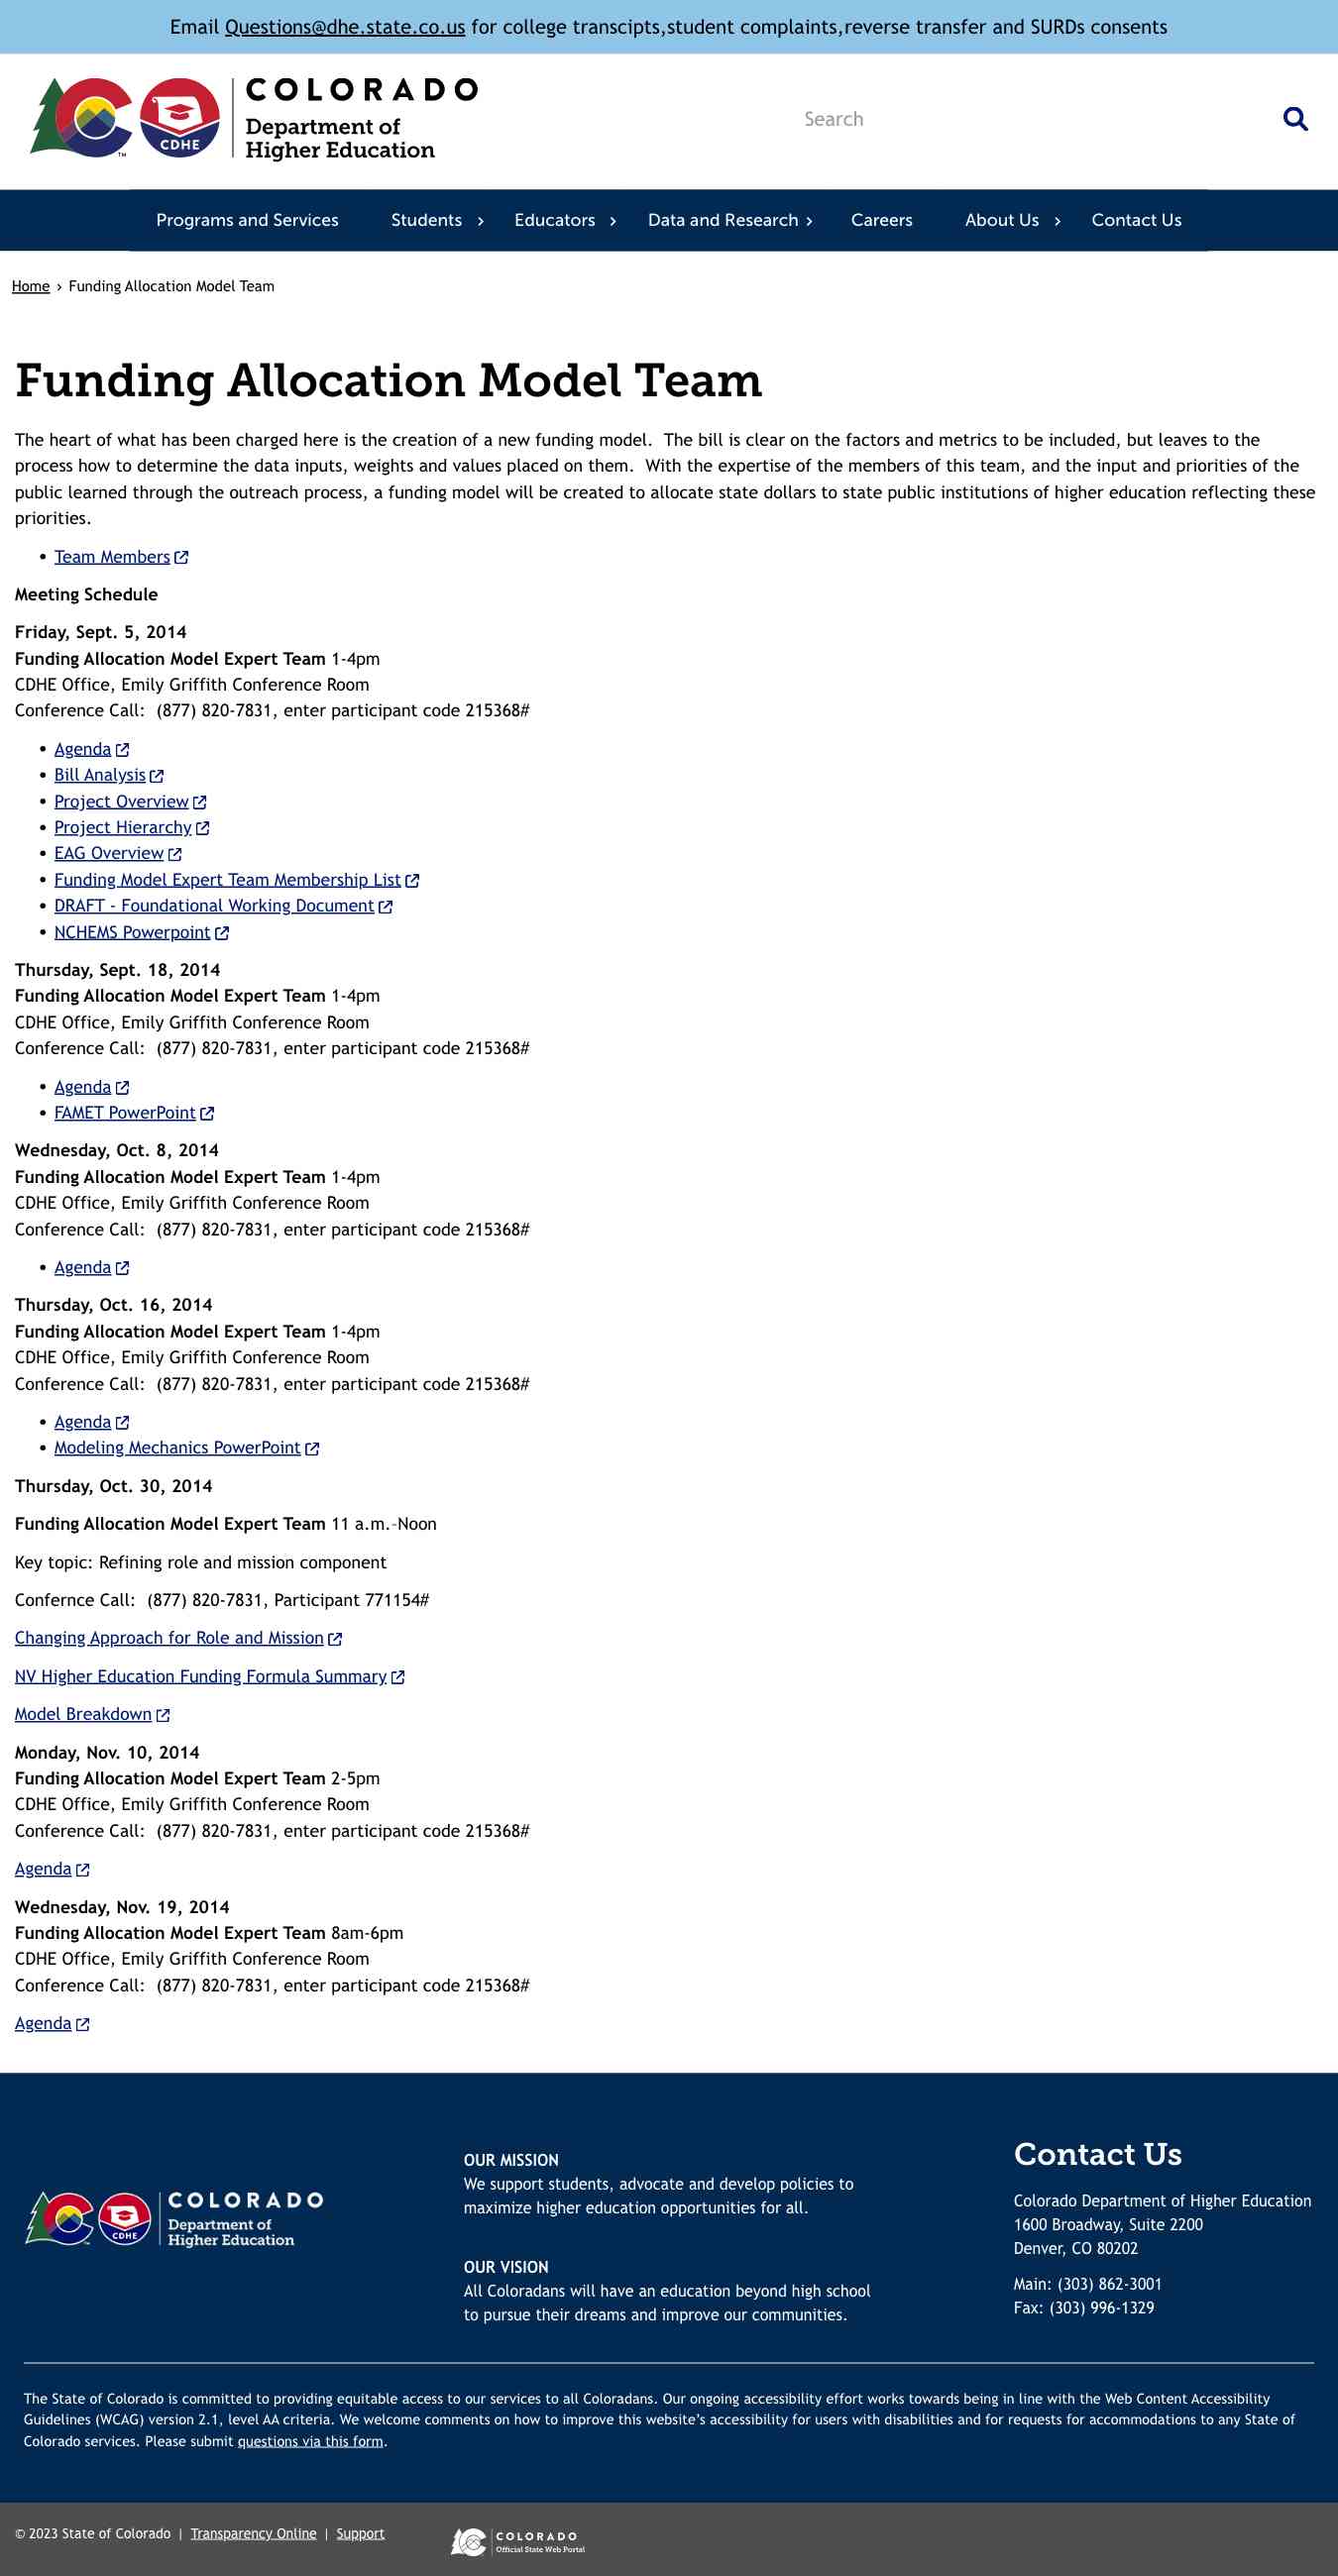 Email Questions@dhe.state.co.us for college transcipts,student complaints,reverse transfer and SURDs consents
CDHE
TM
COLORADO
Department of
Higher Education
Search
Programs and Services Students Educators Data and Research Careers About Us Contact Us
Home › Funding Allocation Model Team
Funding Allocation Model Team
The heart of what has been charged here is the creation of a new funding model.  The bill is clear on the factors and metrics to be included, but leaves to the
process how to determine the data inputs, weights and values placed on them.  With the expertise of the members of this team, and the input and priorities of the
public learned through the outreach process, a funding model will be created to allocate state dollars to state public institutions of higher education reflecting these
priorities.
• Team Members
Meeting Schedule
Friday, Sept. 5, 2014
Funding Allocation Model Expert Team 1-4pm
CDHE Office, Emily Griffith Conference Room
Conference Call:  (877) 820-7831, enter participant code 215368#
• Agenda
• Bill Analysis
• Project Overview
• Project Hierarchy
• EAG Overview
• Funding Model Expert Team Membership List
• DRAFT - Foundational Working Document
• NCHEMS Powerpoint
Thursday, Sept. 18, 2014
Funding Allocation Model Expert Team 1-4pm
CDHE Office, Emily Griffith Conference Room
Conference Call:  (877) 820-7831, enter participant code 215368#
• Agenda
• FAMET PowerPoint
Wednesday, Oct. 8, 2014
Funding Allocation Model Expert Team 1-4pm
CDHE Office, Emily Griffith Conference Room
Conference Call:  (877) 820-7831, enter participant code 215368#
• Agenda
Thursday, Oct. 16, 2014
Funding Allocation Model Expert Team 1-4pm
CDHE Office, Emily Griffith Conference Room
Conference Call:  (877) 820-7831, enter participant code 215368#
• Agenda
• Modeling Mechanics PowerPoint
Thursday, Oct. 30, 2014
Funding Allocation Model Expert Team 11 a.m.-Noon
Key topic: Refining role and mission component
Confernce Call:  (877) 820-7831, Participant 771154#
Changing Approach for Role and Mission
NV Higher Education Funding Formula Summary
Model Breakdown
Monday, Nov. 10, 2014
Funding Allocation Model Expert Team 2-5pm
CDHE Office, Emily Griffith Conference Room
Conference Call:  (877) 820-7831, enter participant code 215368#
Agenda
Wednesday, Nov. 19, 2014
Funding Allocation Model Expert Team 8am-6pm
CDHE Office, Emily Griffith Conference Room
Conference Call:  (877) 820-7831, enter participant code 215368#
Agenda
CDHE
COLORADO
Department of
Higher Education
OUR MISSION
We support students, advocate and develop policies to
maximize higher education opportunities for all.
OUR VISION
All Coloradans will have an education beyond high school
to pursue their dreams and improve our communities.
Contact Us
Colorado Department of Higher Education
1600 Broadway, Suite 2200
Denver, CO 80202
Main: (303) 862-3001
Fax: (303) 996-1329
The State of Colorado is committed to providing equitable access to our services to all Coloradans. Our ongoing accessibility effort works towards being in line with the Web Content Accessibility
Guidelines (WCAG) version 2.1, level AA criteria. We welcome comments on how to improve this website's accessibility for users with disabilities and for requests for accommodations to any State of
Colorado services. Please submit questions via this form.
© 2023 State of Colorado | Transparency Online | Support
COLORADO
Official State Web Portal